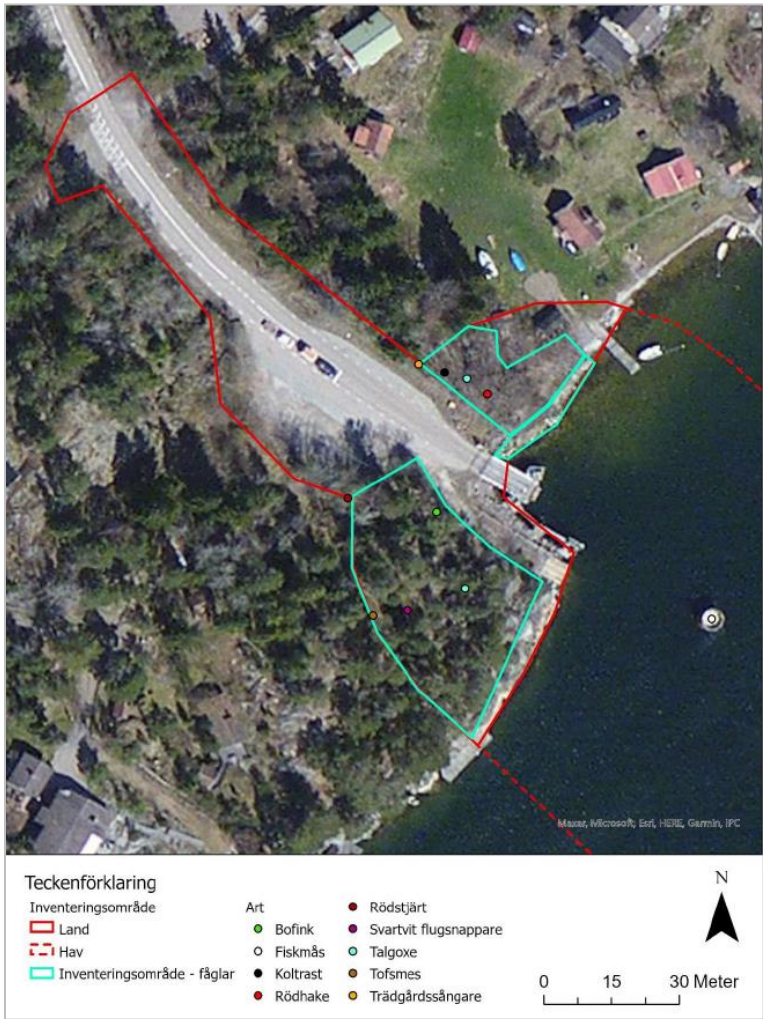 Maxar, Microsoft, Esri, HERE, Garmin, IPC
Teckenförklaring
Inventeringsområde
Land
Hav
Inventeringsområde - fåglar
Art
Bofink
Fiskmås
Koltrast
Rödhake
Rödstjärt
Svartvit flugsnappare
Talgoxe
Tofsmes
Trädgårdssångare
N
0 15 30 Meter